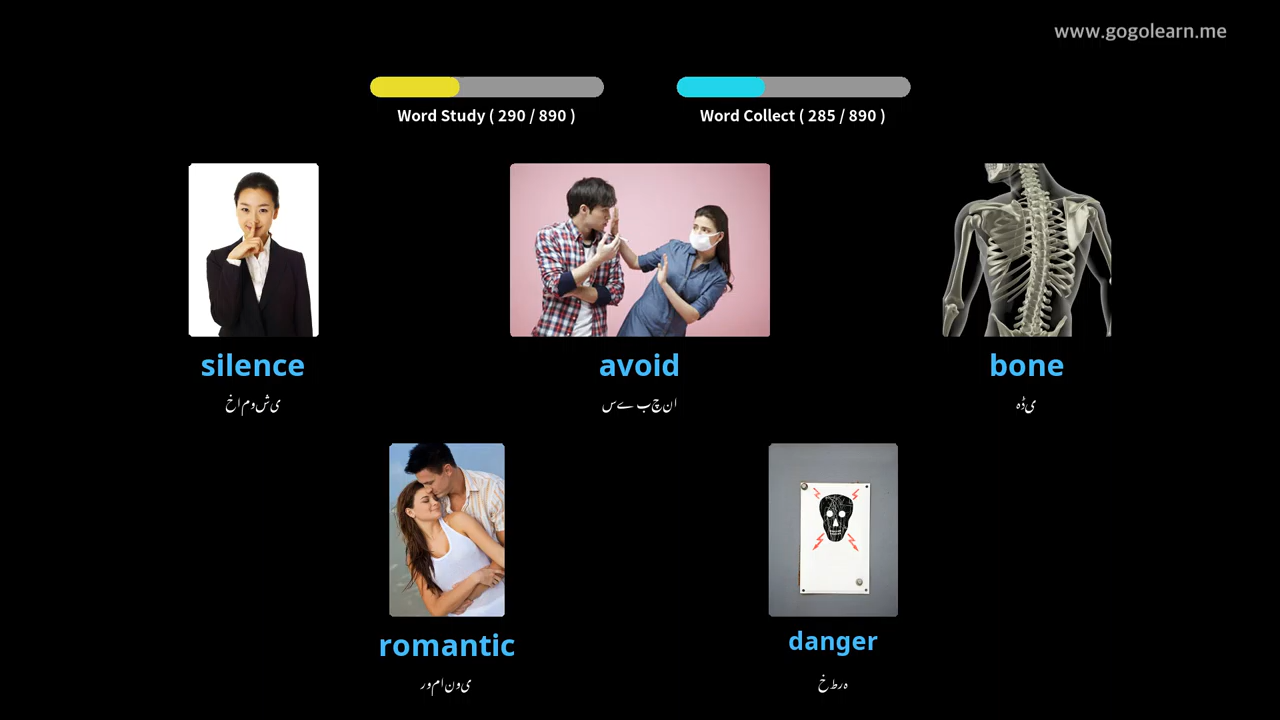 www.gogolearn.me
Word Study ( 290 / 890 )
Word Collect ( 285 / 890 )
silence
avoid
bone
خاموشی
سے بچنا
ہڈی
romantic
danger
رومانوی
خطرہ